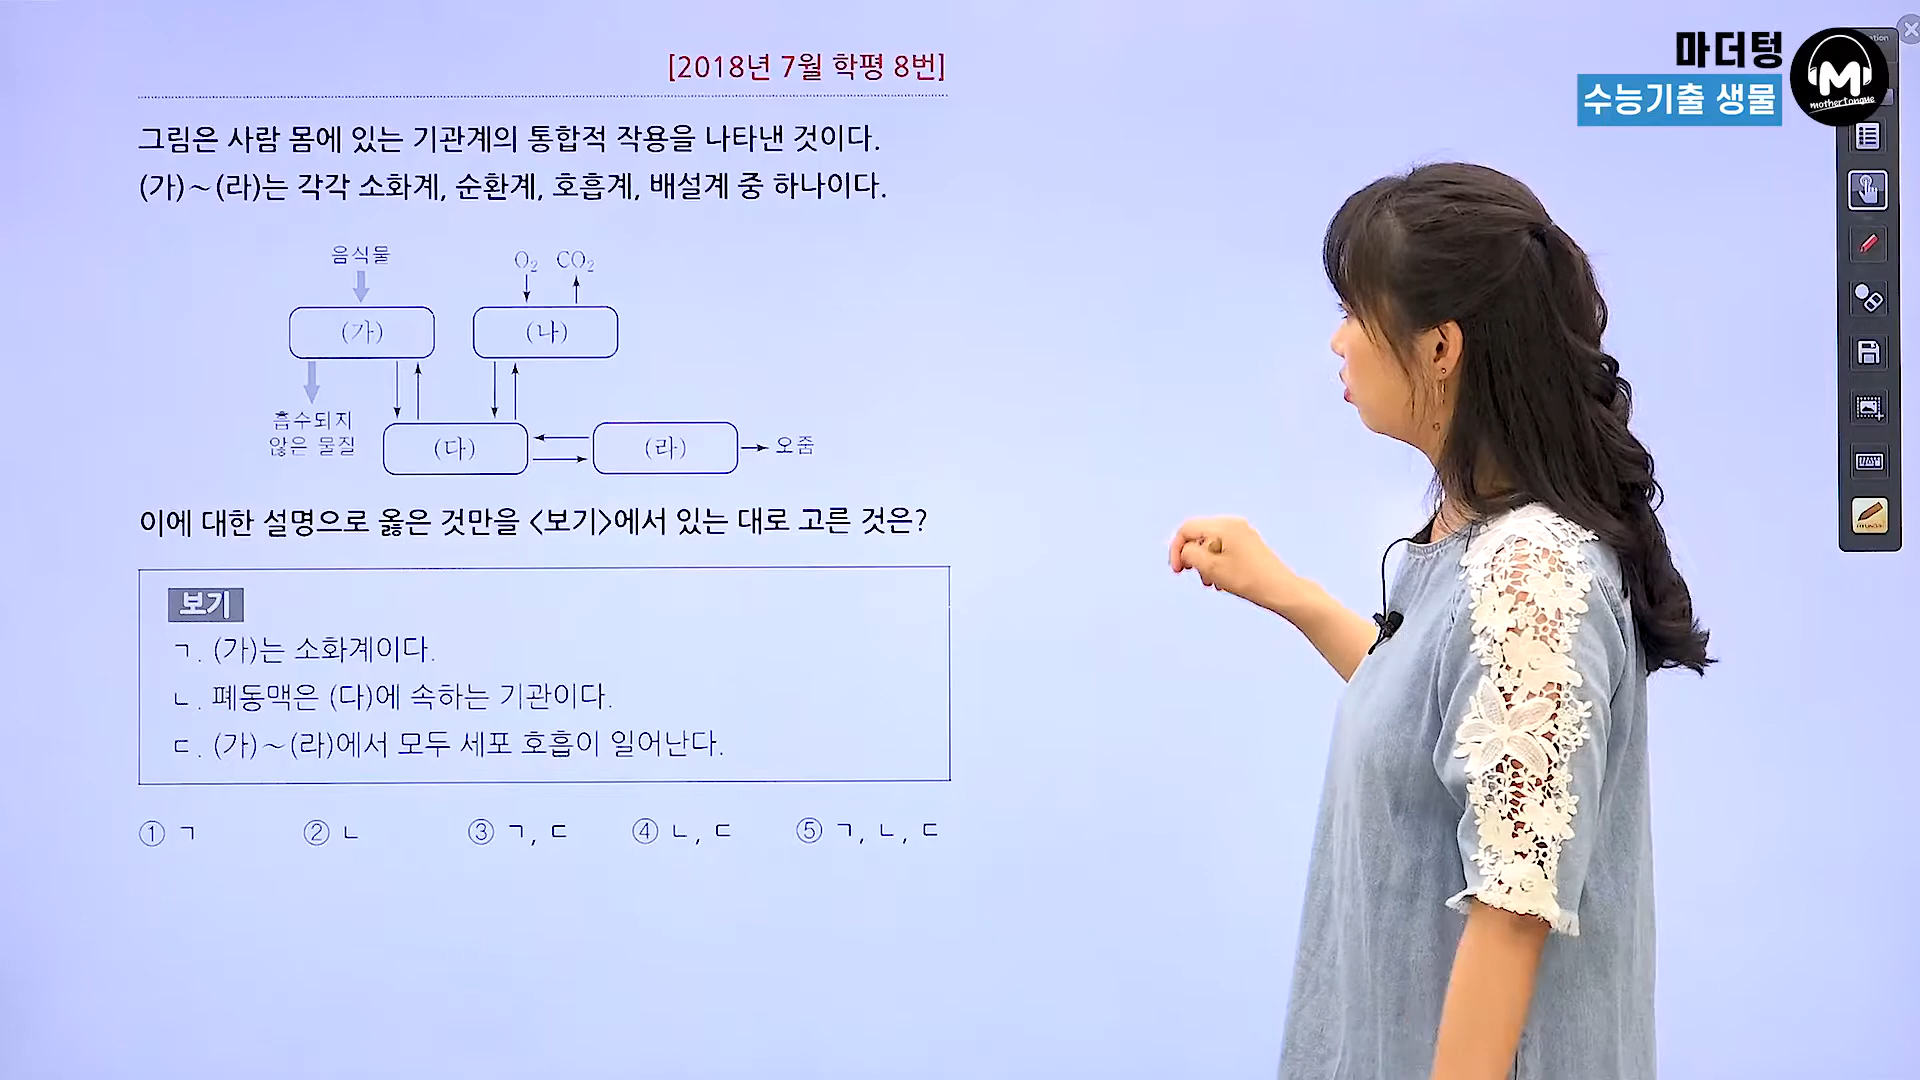 [2018년 7월 학평 8번]
마더텅
수능기출 생물
mothertongue
그림은 사람 몸에 있는 기관계의 통합적 작용을 나타낸 것이다.
(가)~(라)는 각각 소화계, 순환계, 호흡계, 배설계 중 하나이다.
음식물
O₂ CO₂
(가) (나)
흡수되지
않은 물질
(다) (라) 오줌
이에 대한 설명으로 옳은 것만을 <보기>에서 있는 대로 고른 것은?
보기
ㄱ. (가)는 소화계이다.
ㄴ. 폐동맥은 (다)에 속하는 기관이다.
ㄷ. (가)~(라)에서 모두 세포 호흡이 일어난다.
① ㄱ ② ㄴ ③ ㄱ, ㄷ ④ ㄴ, ㄷ ⑤ ㄱ, ㄴ, ㄷ